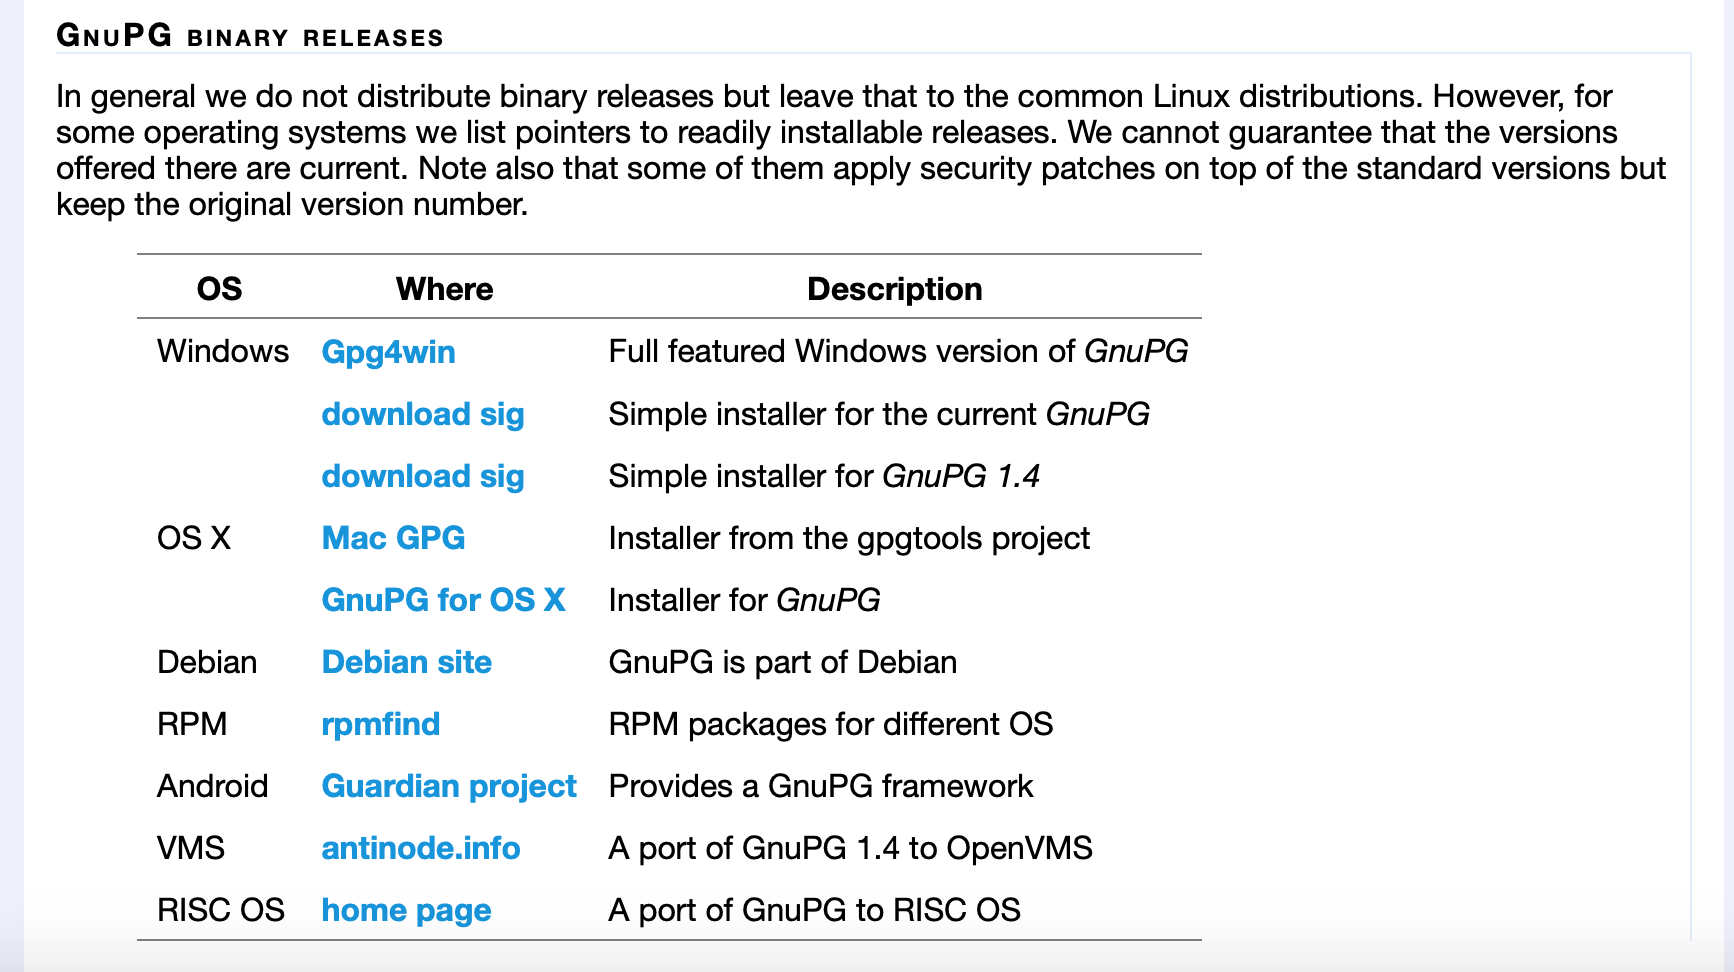 GnuPG binary releases
In general we do not distribute binary releases but leave that to the common Linux distributions. However, for
some operating systems we list pointers to readily installable releases. We cannot guarantee that the versions
offered there are current. Note also that some of them apply security patches on top of the standard versions but
keep the original version number.
OS Where Description
Windows Gpg4win Full featured Windows version of GnuPG
download sig Simple installer for the current GnuPG
download sig Simple installer for GnuPG 1.4
OS X Mac GPG Installer from the gpgtools project
GnuPG for OS X Installer for GnuPG
Debian Debian site GnuPG is part of Debian
RPM rpmfind RPM packages for different OS
Android Guardian project Provides a GnuPG framework
VMS antinode.info A port of GnuPG 1.4 to OpenVMS
RISC OS home page A port of GnuPG to RISC OS